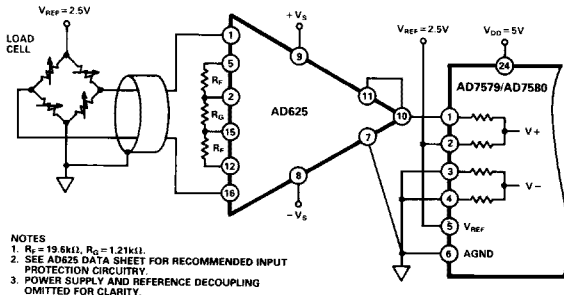 V_REF = 2.5V
LOAD CELL
1
5
R_F
2
R_G
15
R_F
12
16
+V_S
9
AD625
11
10
7
8
-V_S
V_REF = 2.5V
V_DD = 5V
24
AD7579/AD7580
1
V+
2
3
V-
4
5
V_REF
6
AGND
NOTES
1. R_F = 19.6kΩ, R_G = 1.21kΩ.
2. SEE AD625 DATA SHEET FOR RECOMMENDED INPUT
PROTECTION CIRCUITRY.
3. POWER SUPPLY AND REFERENCE DECOUPLING
OMITTED FOR CLARITY.